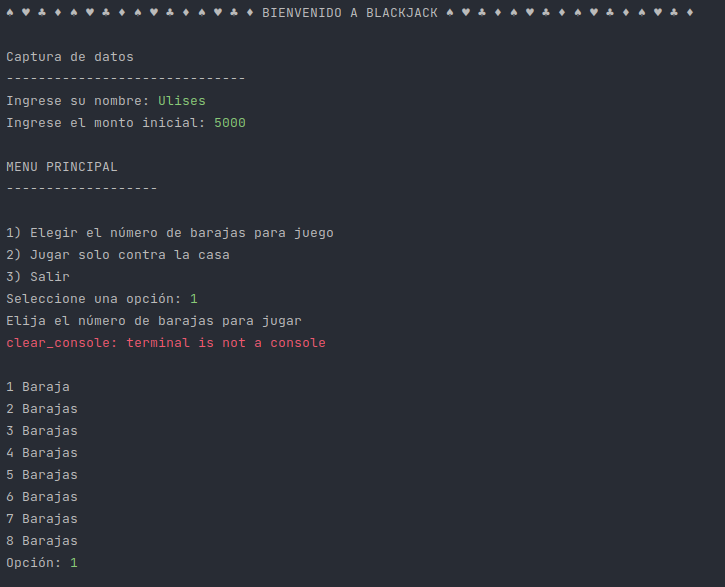 ♠ ♥ ♣ ♦ ♠ ♥ ♣ ♦ ♠ ♥ ♣ ♦ ♠ ♥ ♣ ♦ BIENVENIDO A BLACKJACK ♠ ♥ ♣ ♦ ♠ ♥ ♣ ♦ ♠ ♥ ♣ ♦ ♠ ♥ ♣ ♦
Captura de datos
------------------------------
Ingrese su nombre: Ulises
Ingrese el monto inicial: 5000
MENU PRINCIPAL
-------------------
1) Elegir el número de barajas para juego
2) Jugar solo contra la casa
3) Salir
Seleccione una opción: 1
Elija el número de barajas para jugar
clear_console: terminal is not a console
1 Baraja
2 Barajas
3 Barajas
4 Barajas
5 Barajas
6 Barajas
7 Barajas
8 Barajas
Opción: 1